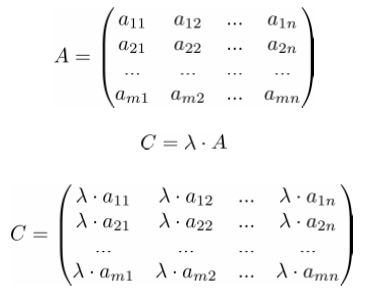 A = ( a11 a12 ... a1n
a21 a22 ... a2n
... ... ... ...
am1 am2 ... amn )
C = λ · A
C = ( λ · a11 λ · a12 ... λ · a1n
λ · a21 λ · a22 ... λ · a2n
... ... ... ...
λ · am1 λ · am2 ... λ · amn )